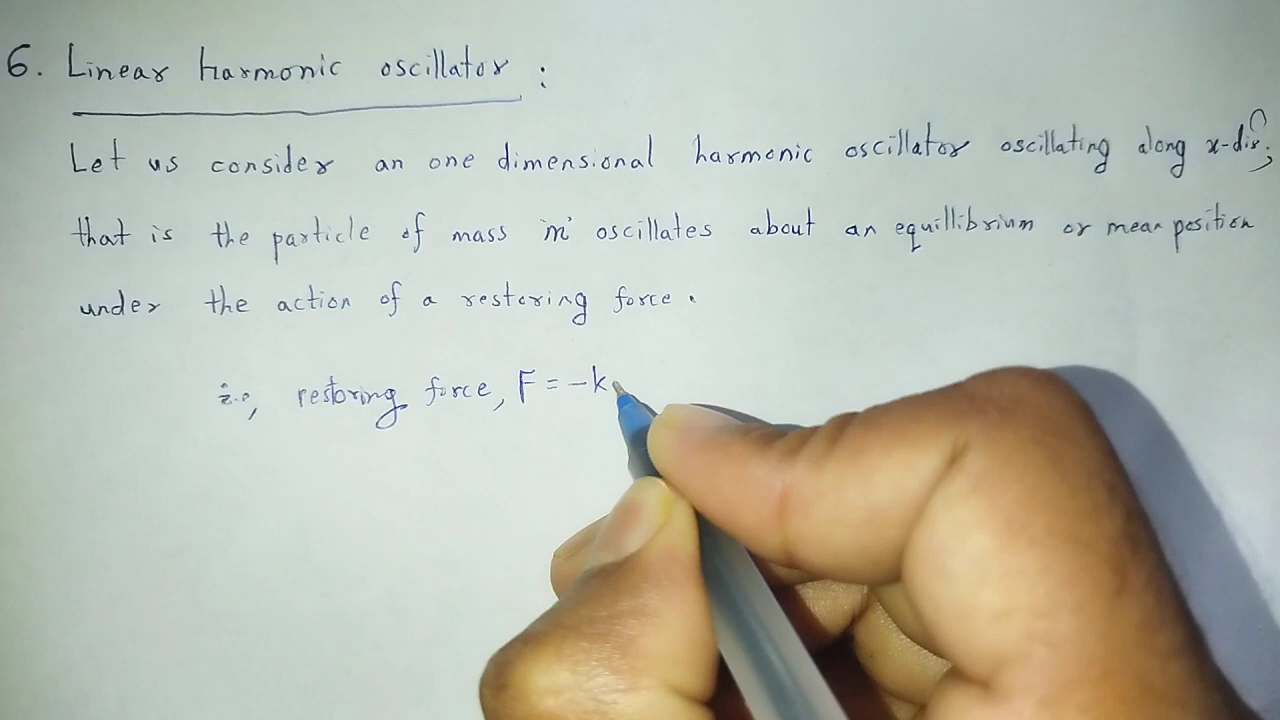 6. Linear harmonic oscillator :
Let us consider an one dimensional harmonic oscillator oscillating along x-dir;
that is the particle of mass 'm' oscillates about an equillibrium or mean position
under the action of a restoring force.
i.e, restoring force, F = -k